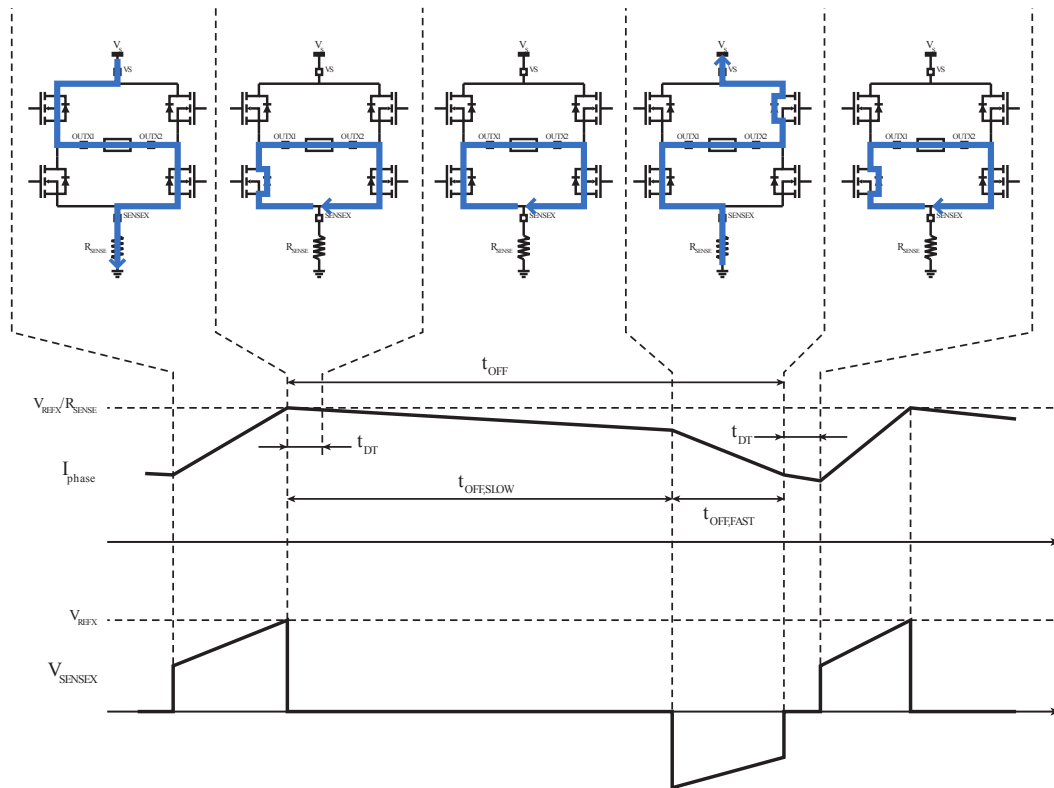 V_S V_S V_S V_S V_S
VS VS VS VS VS
OUTX1 OUTX2 OUTX1 OUTX2 OUTX1 OUTX2 OUTX1 OUTX2 OUTX1 OUTX2
SENSEX SENSEX SENSEX SENSEX SENSEX
R_SENSE R_SENSE R_SENSE R_SENSE R_SENSE
t_OFF
V_REFX/R_SENSE
t_DT t_DT
I_phase
t_OFF,SLOW
t_OFF,FAST
V_REFX
V_SENSEX